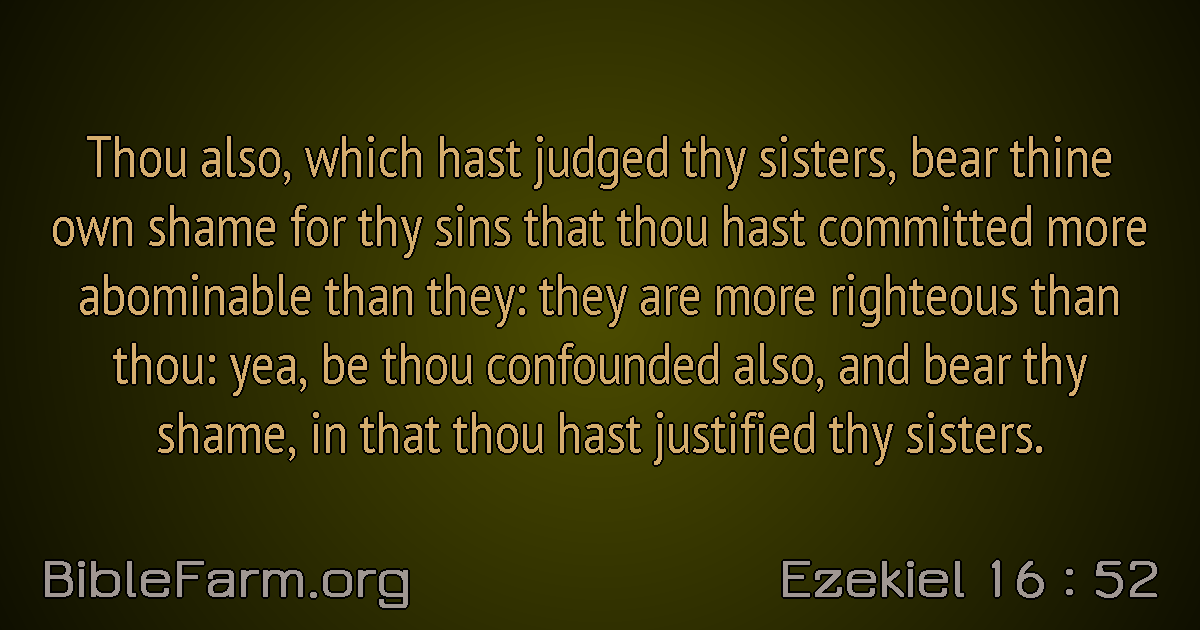 Thou also, which hast judged thy sisters, bear thine
own shame for thy sins that thou hast committed more
abominable than they: they are more righteous than
thou: yea, be thou confounded also, and bear thy
shame, in that thou hast justified thy sisters.
BibleFarm.org
Ezekiel 16 : 52